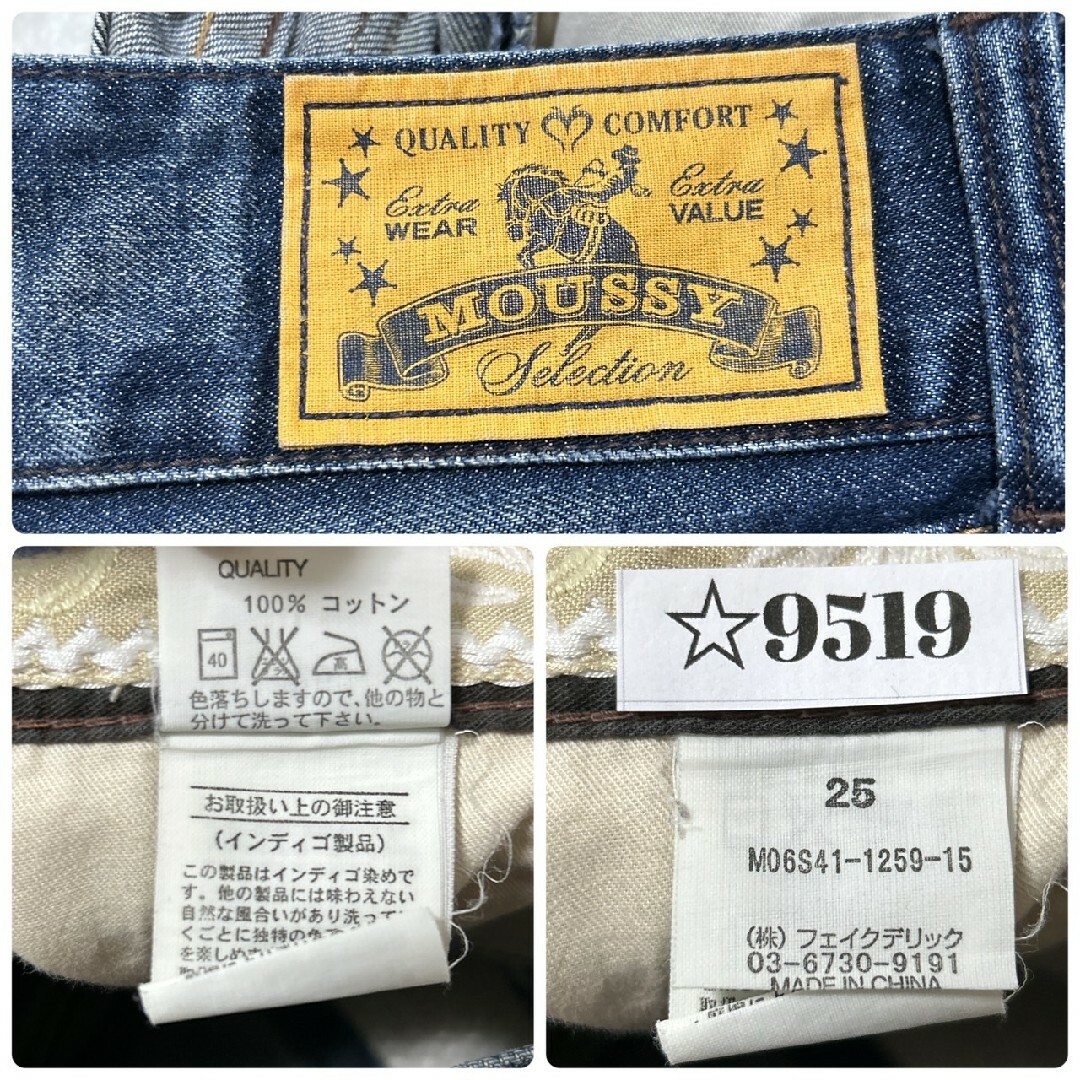 QUALITY COMFORT
Extra WEAR
Extra VALUE
MOUSSY
Selection
QUALITY
100% コットン
40
高
色落ちしますので、他の物と
分けて洗って下さい。
お取扱い上の御注意
(インディゴ製品)
この製品はインディゴ染めで
す。他の製品には味わえない
自然な風合いがあり洗って
くごとに独特の色
を楽しめ
☆9519
25
M06S41-1259-15
(株)フェイクデリック
03-6730-9191
MADE IN CHINA